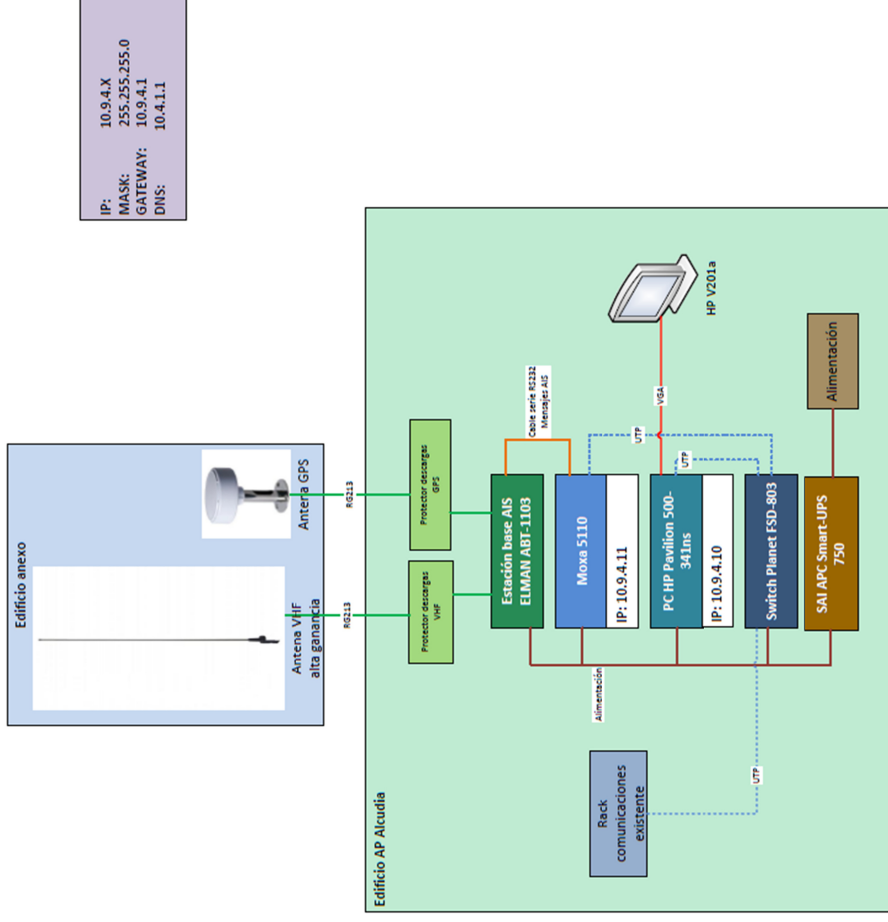 IP: 10.9.4.X
MASK: 255.255.255.0
GATEWAY: 10.9.4.1
DNS: 10.4.1.1
Edificio anexo
Antena VHF
alta ganancia
Antena GPS
RG213
RG213
Edificio AP Alcudia
Protector descargas
VHF
Protector descargas
GPS
Estación base AIS
ELMAN ABT-1103
Cable serie RS232
Mensajes AIS
Moxa 5110
IP: 10.9.4.11
UTP
PC HP Pavilion 500-
341ns
IP: 10.9.4.10
VGA
UTP
HP V201a
Switch Planet FSD-803
SAI APC Smart-UPS
750
Alimentación
Alimentación
Rack
comunicaciones
existente
UTP